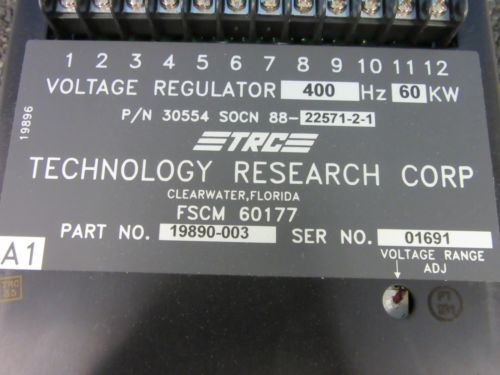 1 2 3 4 5 6 7 8 9 10 11 12
VOLTAGE REGULATOR 400 Hz 60 KW
P/N 30554 SOCN 88-22571-2-1
19896
TRC
TECHNOLOGY RESEARCH CORP
CLEARWATER,FLORIDA
FSCM 60177
PART NO. 19890-003 SER NO. 01691
A1
VOLTAGE RANGE
ADJ